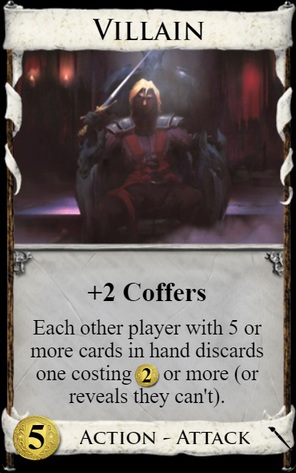 VILLAIN
+2 Coffers
Each other player with 5 or
more cards in hand discards
one costing 2 or more (or
reveals they can't).
5 ACTION - ATTACK